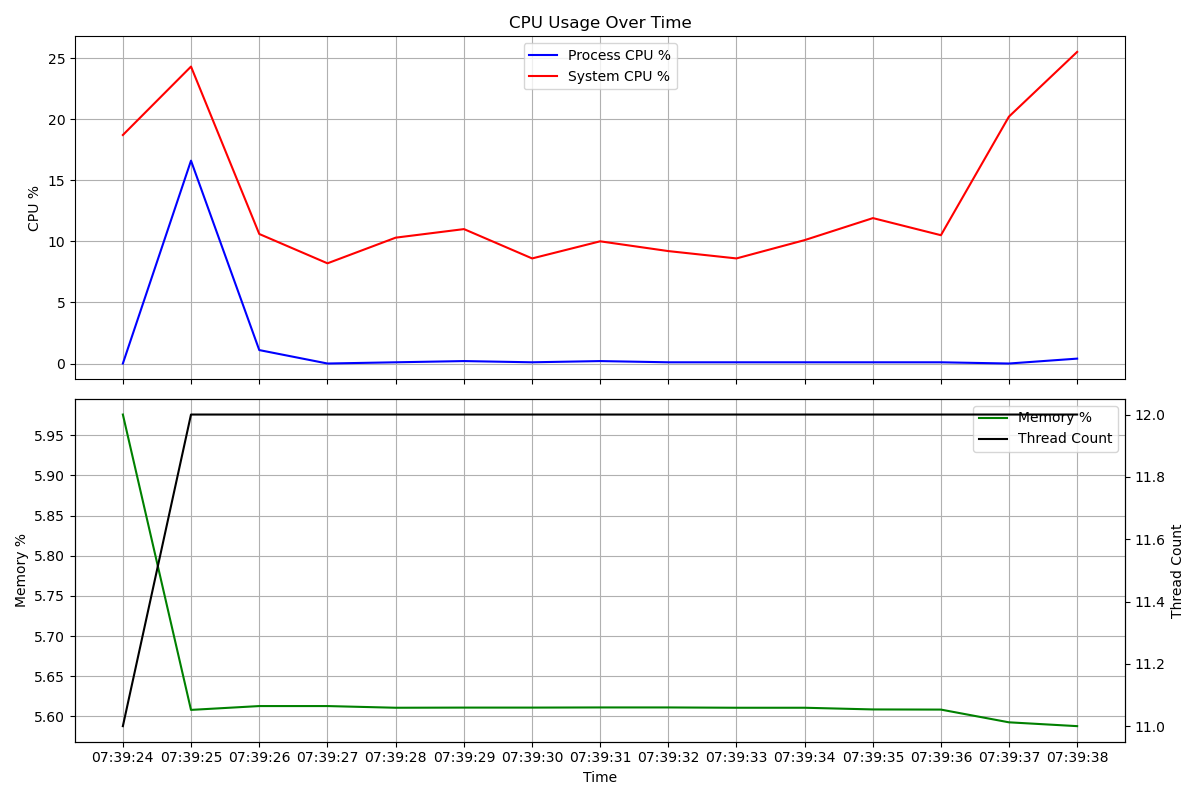 CPU Usage Over Time
CPU %
25
20
15
10
5
0
Process CPU %
System CPU %
Memory %
5.95
5.90
5.85
5.80
5.75
5.70
5.65
5.60
Memory %
Thread Count
12.0
11.8
11.6
11.4
11.2
11.0
Thread Count
07:39:24 07:39:25 07:39:26 07:39:27 07:39:28 07:39:29 07:39:30 07:39:31 07:39:32 07:39:33 07:39:34 07:39:35 07:39:36 07:39:37 07:39:38
Time